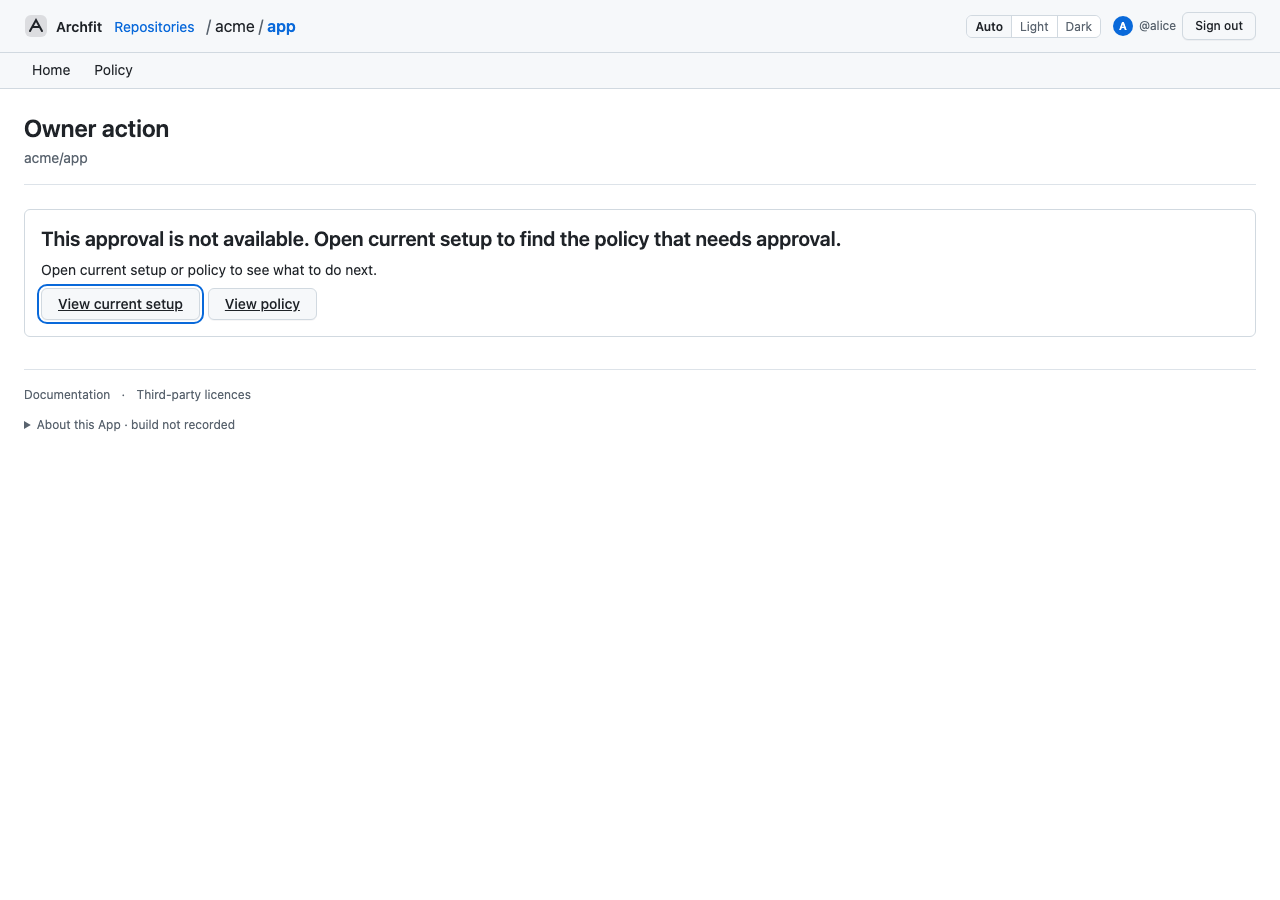 Archfit Repositories / acme / app Auto Light Dark A @alice Sign out
Home Policy
Owner action
acme/app
This approval is not available. Open current setup to find the policy that needs approval.
Open current setup or policy to see what to do next.
View current setup View policy
Documentation · Third-party licences
About this App · build not recorded